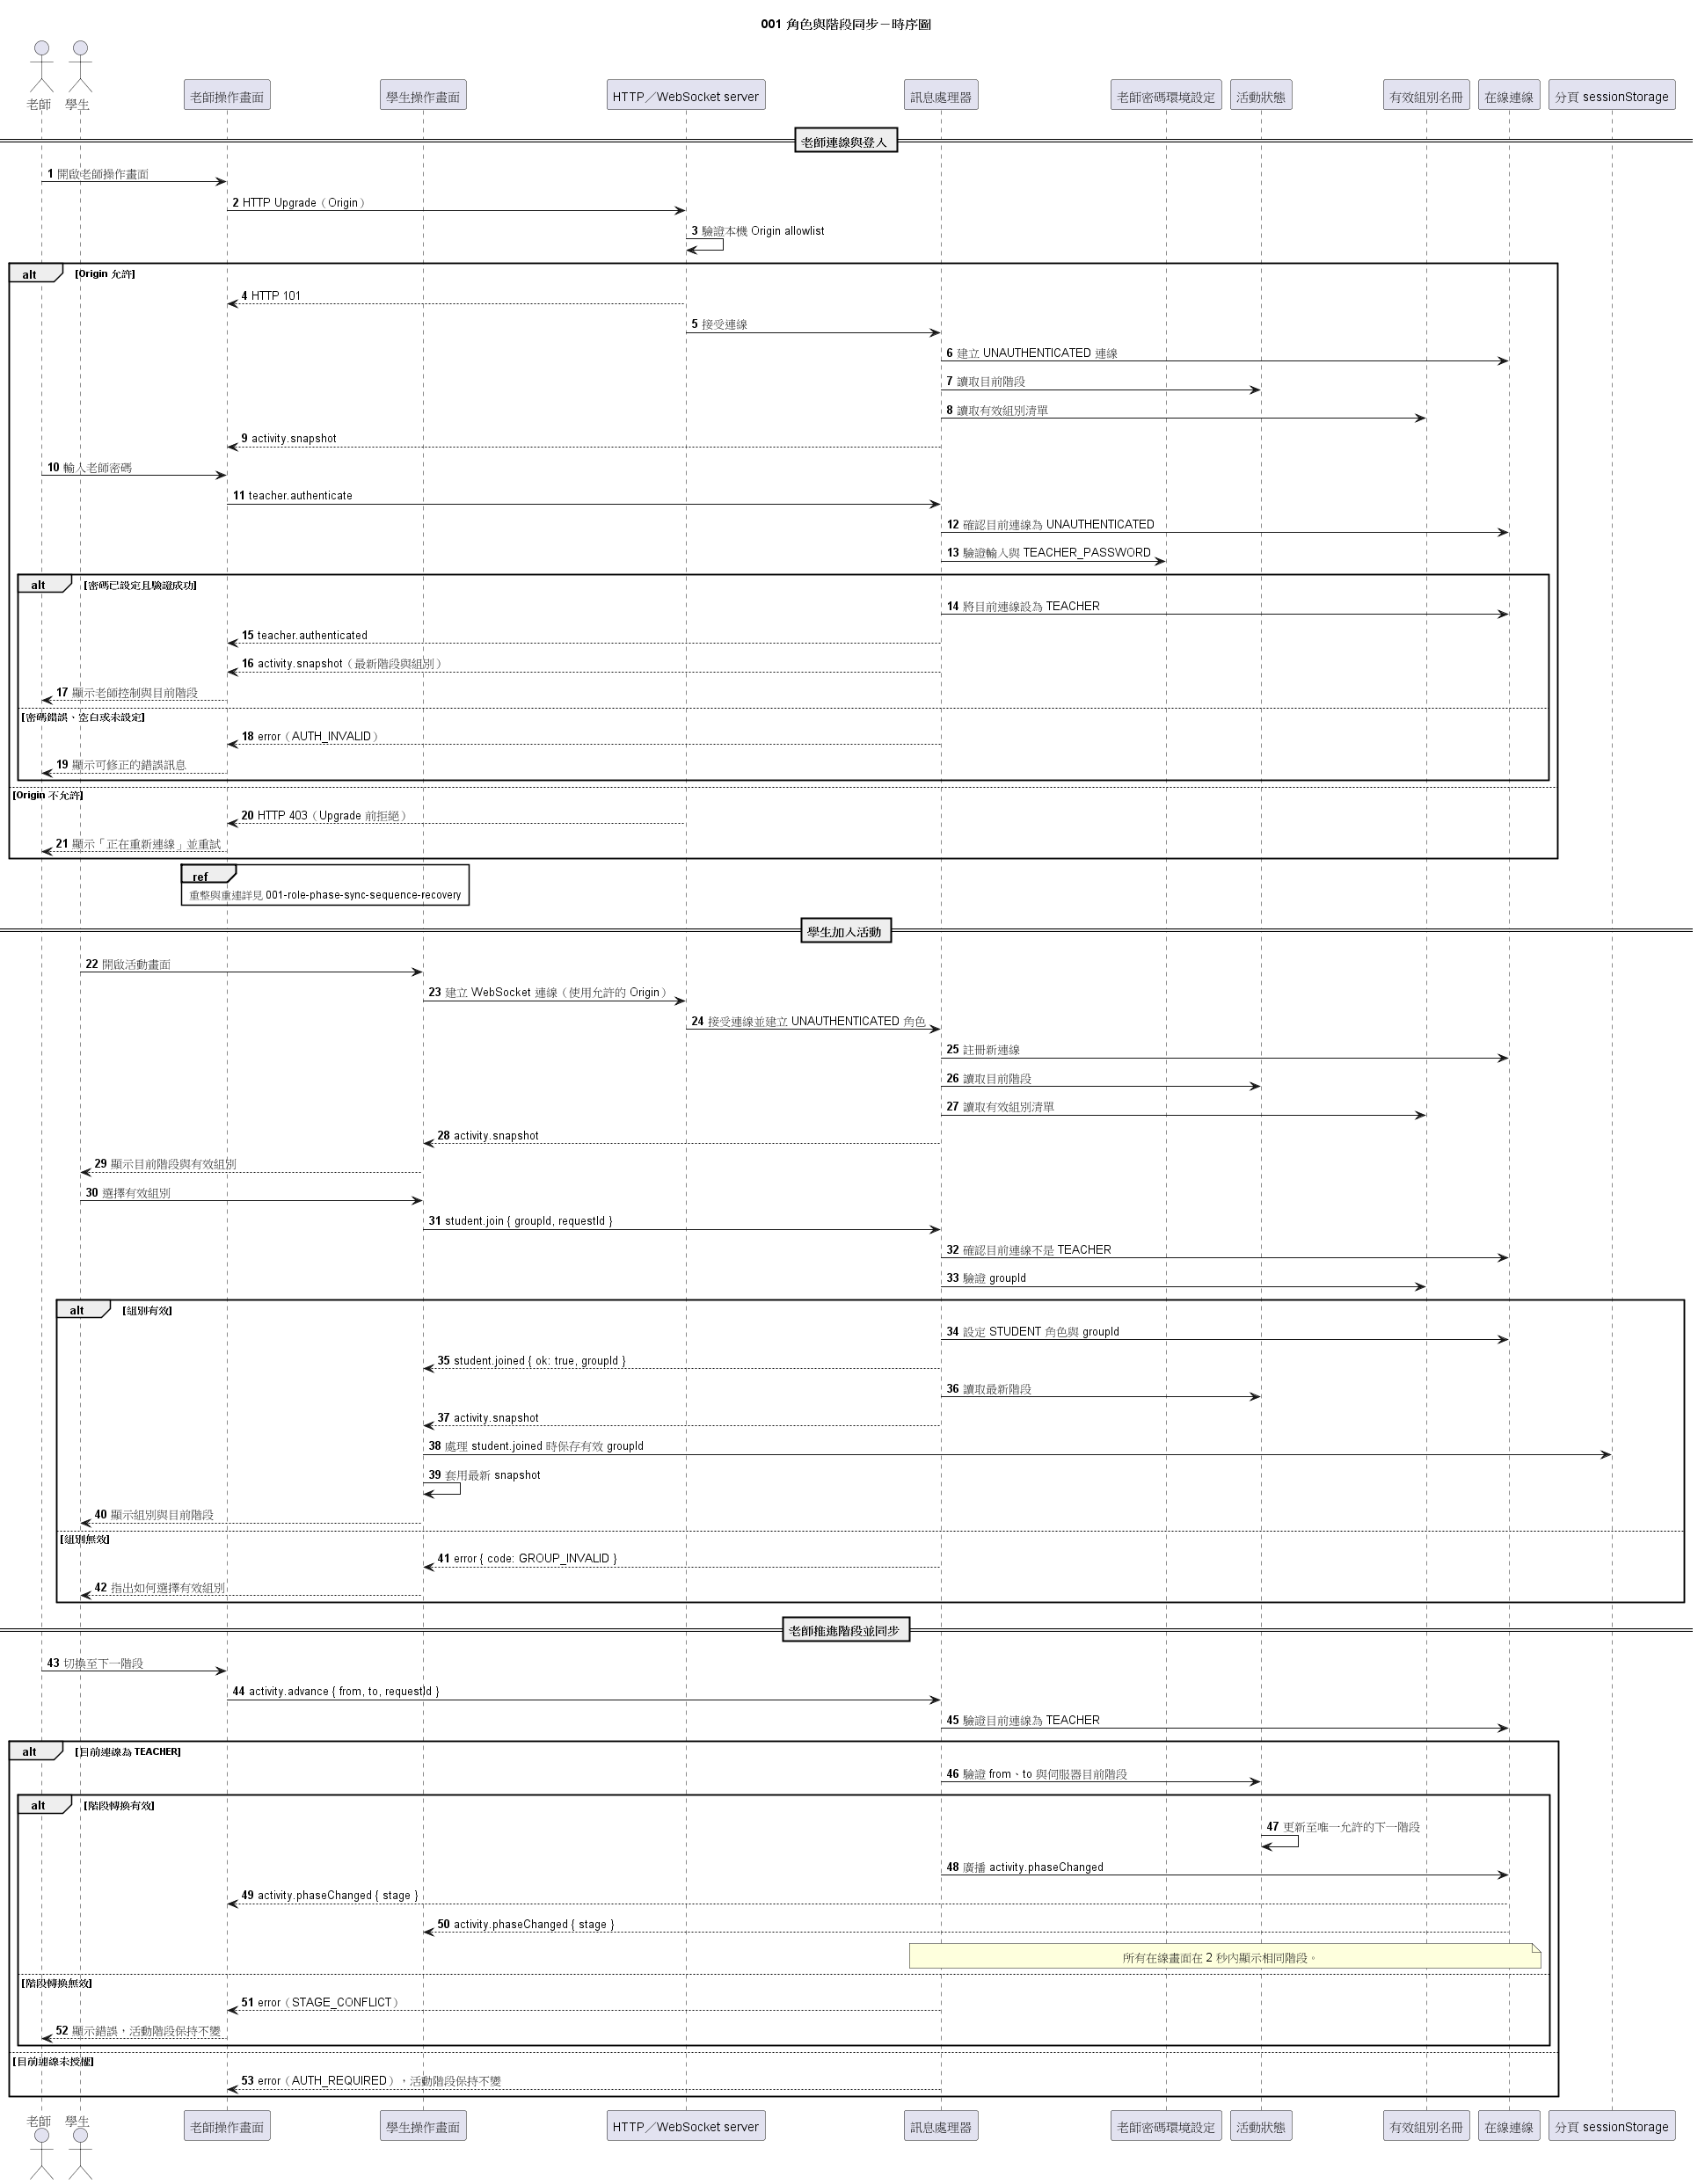 001 角色與階段同步－時序圖
老師
學生
老師操作畫面
學生操作畫面
HTTP／WebSocket server
訊息處理器
老師密碼環境設定
活動狀態
有效組別名冊
在線連線
分頁 sessionStorage
老師連線與登入
1 開啟老師操作畫面
2 HTTP Upgrade（Origin）
3 驗證本機 Origin allowlist
alt [Origin 允許]
4 HTTP 101
5 接受連線
6 建立 UNAUTHENTICATED 連線
7 讀取目前階段
8 讀取有效組別清單
9 activity.snapshot
10 輸入老師密碼
11 teacher.authenticate
12 確認目前連線為 UNAUTHENTICATED
13 驗證輸入與 TEACHER_PASSWORD
alt [密碼已設定且驗證成功]
14 將目前連線設為 TEACHER
15 teacher.authenticated
16 activity.snapshot（最新階段與組別）
17 顯示老師控制與目前階段
[密碼錯誤、空白或未設定]
18 error（AUTH_INVALID）
19 顯示可修正的錯誤訊息
[Origin 不允許]
20 HTTP 403（Upgrade 前拒絕）
21 顯示「正在重新連線」並重試
ref
重整與重連詳見 001-role-phase-sync-sequence-recovery
學生加入活動
22 開啟活動畫面
23 建立 WebSocket 連線（使用允許的 Origin）
24 接受連線並建立 UNAUTHENTICATED 角色
25 註冊新連線
26 讀取目前階段
27 讀取有效組別清單
28 activity.snapshot
29 顯示目前階段與有效組別
30 選擇有效組別
31 student.join { groupId, requestId }
32 確認目前連線不是 TEACHER
33 驗證 groupId
alt [組別有效]
34 設定 STUDENT 角色與 groupId
35 student.joined { ok: true, groupId }
36 讀取最新階段
37 activity.snapshot
38 處理 student.joined 時保存有效 groupId
39 套用最新 snapshot
40 顯示組別與目前階段
[組別無效]
41 error { code: GROUP_INVALID }
42 指出如何選擇有效組別
老師推進階段並同步
43 切換至下一階段
44 activity.advance { from, to, requestId }
45 驗證目前連線為 TEACHER
alt [目前連線為 TEACHER]
46 驗證 from、to 與伺服器目前階段
alt [階段轉換有效]
47 更新至唯一允許的下一階段
48 廣播 activity.phaseChanged
49 activity.phaseChanged { stage }
50 activity.phaseChanged { stage }
所有在線畫面在 2 秒內顯示相同階段。
[階段轉換無效]
51 error（STAGE_CONFLICT）
52 顯示錯誤，活動階段保持不變
[目前連線未授權]
53 error（AUTH_REQUIRED），活動階段保持不變
老師
學生
老師操作畫面
學生操作畫面
HTTP／WebSocket server
訊息處理器
老師密碼環境設定
活動狀態
有效組別名冊
在線連線
分頁 sessionStorage